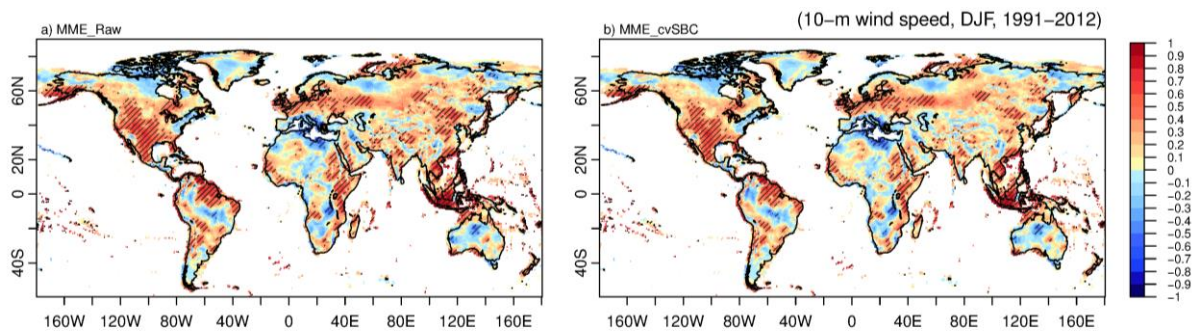 (10-m wind speed, DJF, 1991−2012)
a) MME_Raw
b) MME_cvSBC
60N
20N
0
40S
160W 120W 80W 40W 0 40E 80E 120E 160E
60N
20N
0
40S
160W 120W 80W 40W 0 40E 80E 120E 160E
1
0.9
0.8
0.7
0.6
0.5
0.4
0.3
0.2
0.1
0
−0.1
−0.2
−0.3
−0.4
−0.5
−0.6
−0.7
−0.8
−0.9
−1